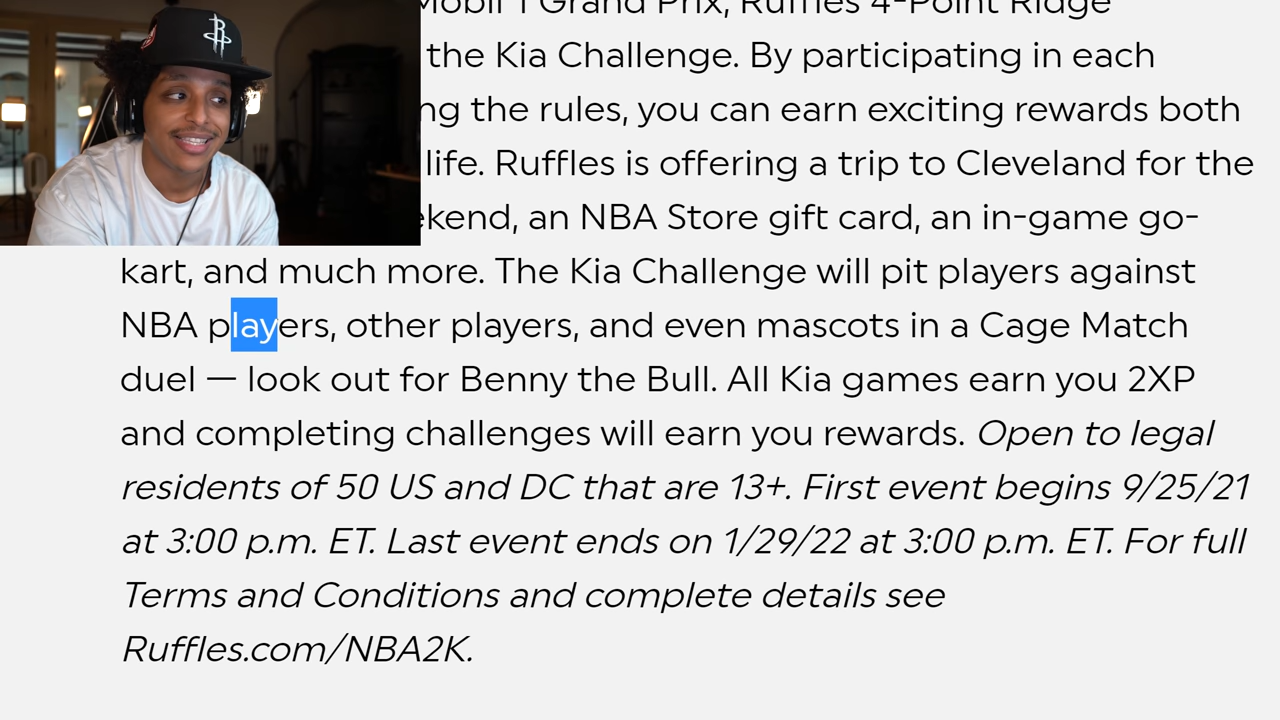 Mobil 1 Grand Prix, Ruffles 4-Point Ridge
the Kia Challenge. By participating in each
ng the rules, you can earn exciting rewards both
life. Ruffles is offering a trip to Cleveland for the
ekend, an NBA Store gift card, an in-game go-
kart, and much more. The Kia Challenge will pit players against
NBA players, other players, and even mascots in a Cage Match
duel — look out for Benny the Bull. All Kia games earn you 2XP
and completing challenges will earn you rewards. Open to legal
residents of 50 US and DC that are 13+. First event begins 9/25/21
at 3:00 p.m. ET. Last event ends on 1/29/22 at 3:00 p.m. ET. For full
Terms and Conditions and complete details see
Ruffles.com/NBA2K.